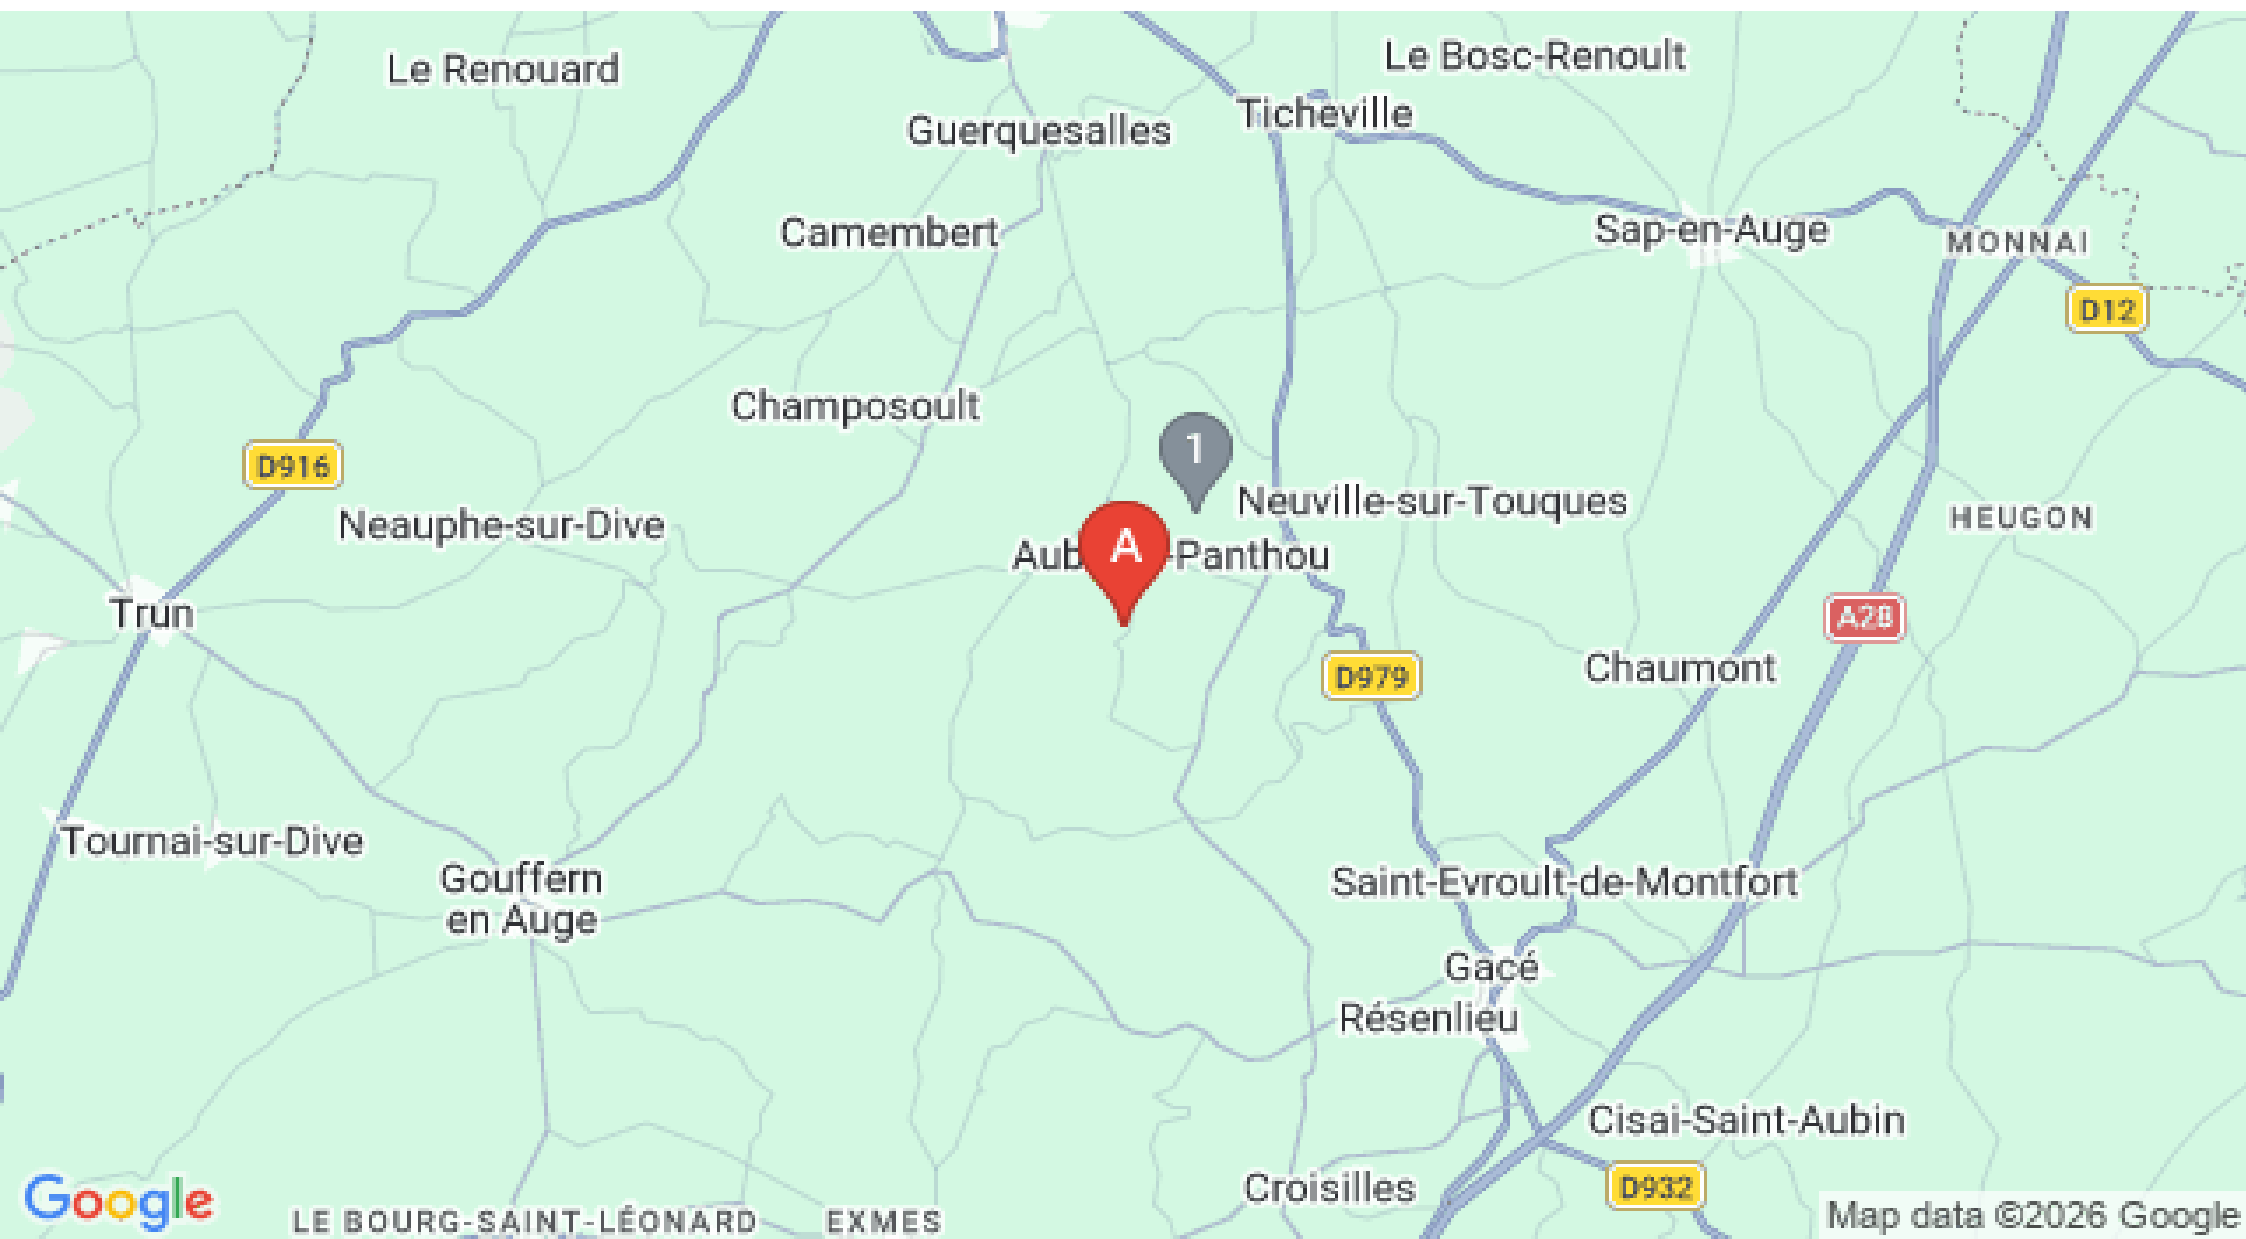 Le Renouard
Le Bosc-Renoult
Ticheville
Guerquesalles
Camembert
Sap-en-Auge
MONNAI
D12
Champosoult
1
D916
Neuville-sur-Touques
HEUGON
Neauphe-sur-Dive
A
-Panthou
Trun
A28
Chaumont
D979
Tournai-sur-Dive
Gouffern
en Auge
Saint-Evroult-de-Montfort
Gacé
Résenlieu
Cisai-Saint-Aubin
Croisilles
D932
Google
LE BOURG-SAINT-LÉONARD
EXMES
Map data ©2026 Google